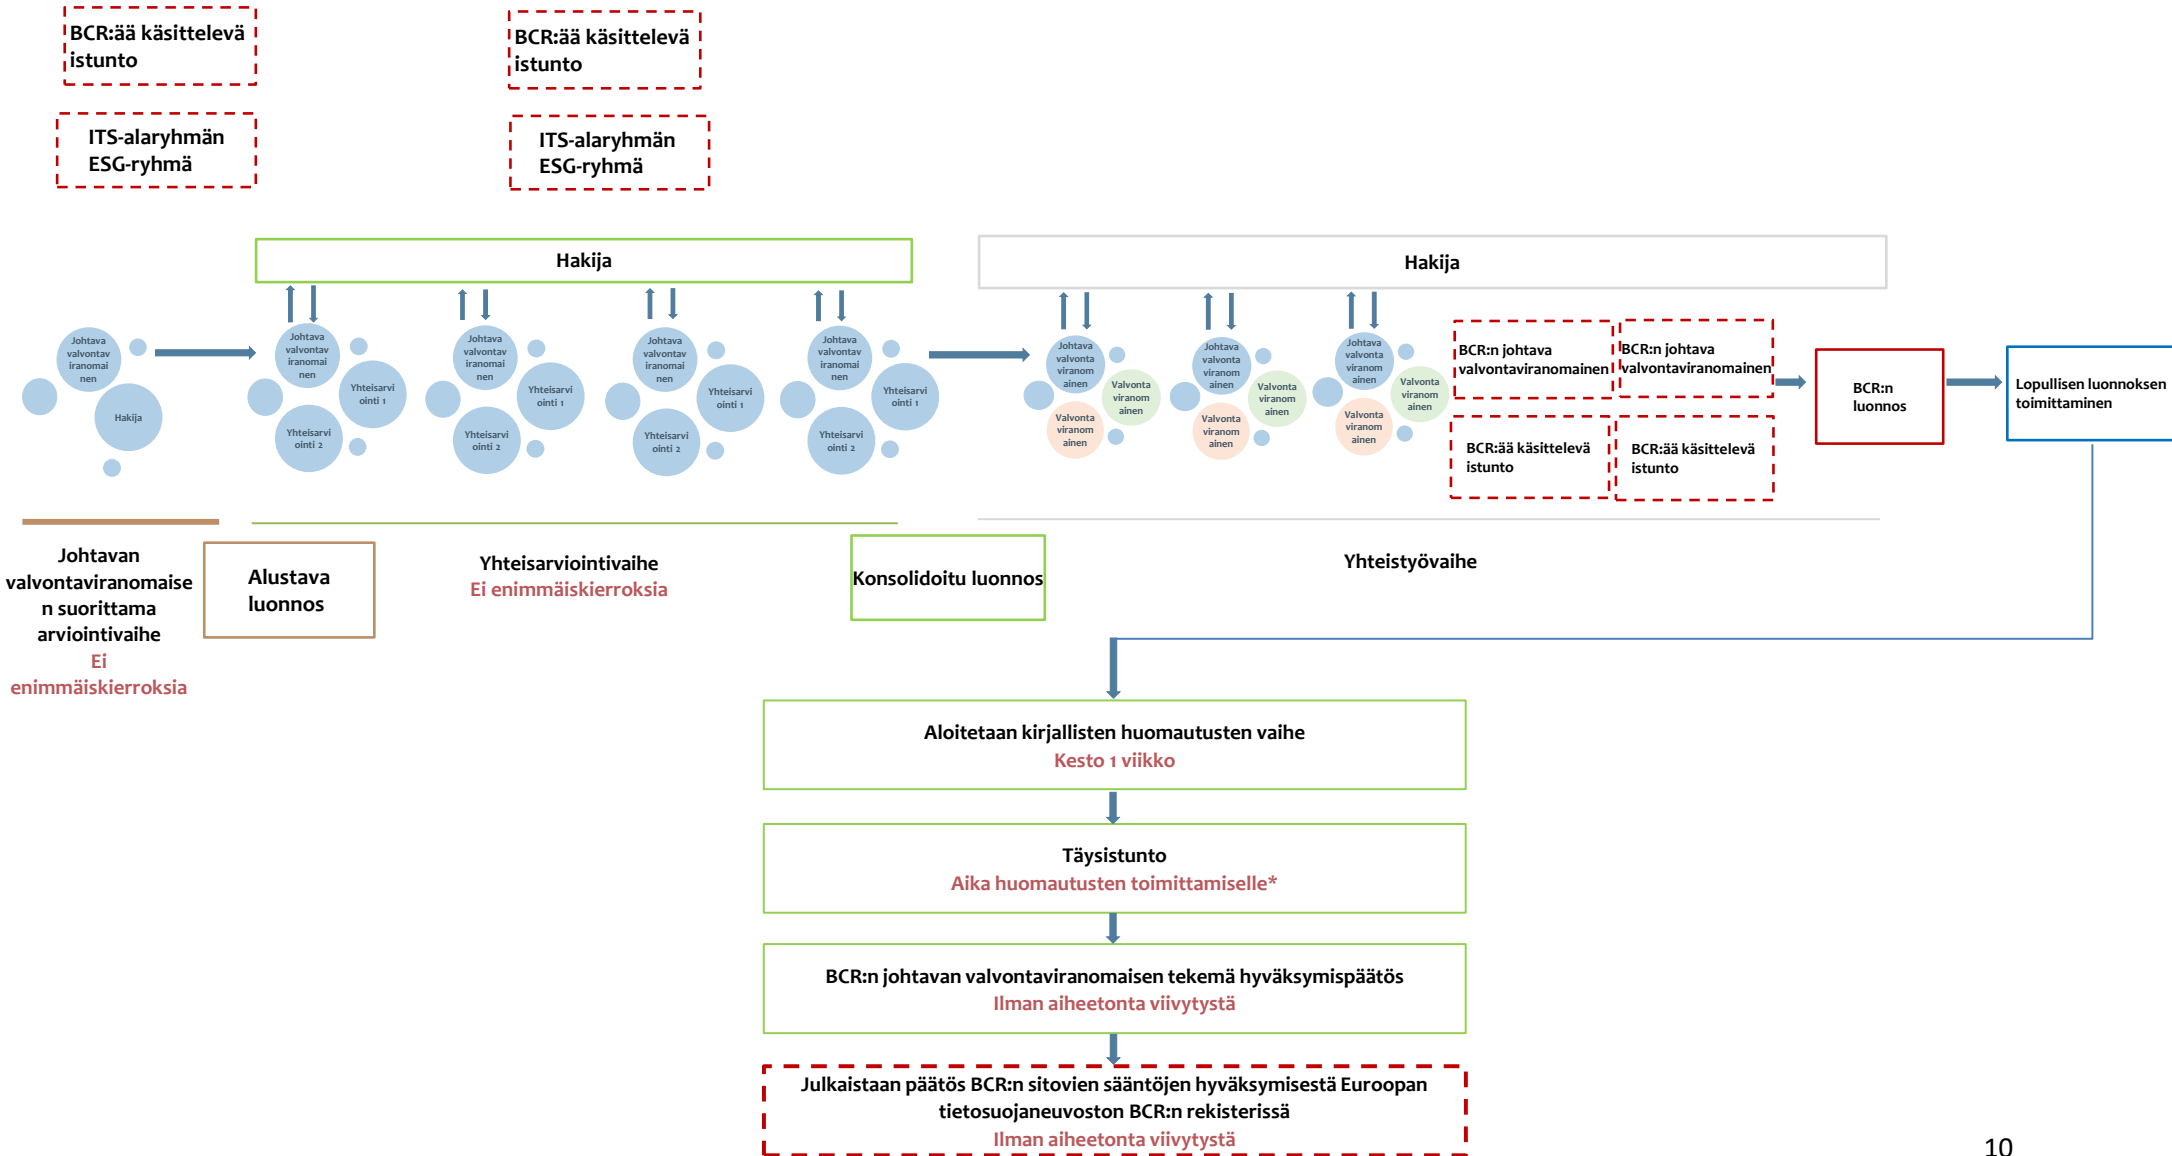 BCR:ää käsittelevä
istunto
BCR:ää käsittelevä
istunto
ITS-alaryhmän
ESG-ryhmä
ITS-alaryhmän
ESG-ryhmä
Hakija
Hakija
Johtava
valvontav
iranomai
nen
Hakija
Johtava
valvontav
iranomai
nen
Yhteisarvi
ointi 1
Yhteisarvi
ointi 2
Johtava
valvontav
iranomai
nen
Yhteisarvi
ointi 1
Yhteisarvi
ointi 2
Johtava
valvontav
iranomai
nen
Yhteisarvi
ointi 1
Yhteisarvi
ointi 2
Johtava
valvontav
iranomai
nen
Yhteisarvi
ointi 1
Yhteisarvi
ointi 2
Johtava
valvonta
viranom
ainen
Valvonta
viranom
ainen
Valvonta
viranom
ainen
Johtava
valvonta
viranom
ainen
Valvonta
viranom
ainen
Valvonta
viranom
ainen
Johtava
valvonta
viranom
ainen
Valvonta
viranom
ainen
Valvonta
viranom
ainen
BCR:n johtava
valvontaviranomainen
BCR:n johtava
valvontaviranomainen
BCR:ää käsittelevä
istunto
BCR:ää käsittelevä
istunto
BCR:n
luonnos
Lopullisen luonnoksen
toimittaminen
Johtavan
valvontaviranomaise
n suorittama
arviointivaihe
Ei
enimmäiskierroksia
Alustava
luonnos
Yhteisarviointivaihe
Ei enimmäiskierroksia
Konsolidoitu luonnos
Yhteistyövaihe
Aloitetaan kirjallisten huomautusten vaihe
Kesto 1 viikko
Täysistunto
Aika huomautusten toimittamiselle*
BCR:n johtavan valvontaviranomaisen tekemä hyväksymispäätös
Ilman aiheetonta viivytystä
Julkaistaan päätös BCR:n sitovien sääntöjen hyväksymisestä Euroopan
tietosuojaneuvoston BCR:n rekisterissä
Ilman aiheetonta viivytystä
10